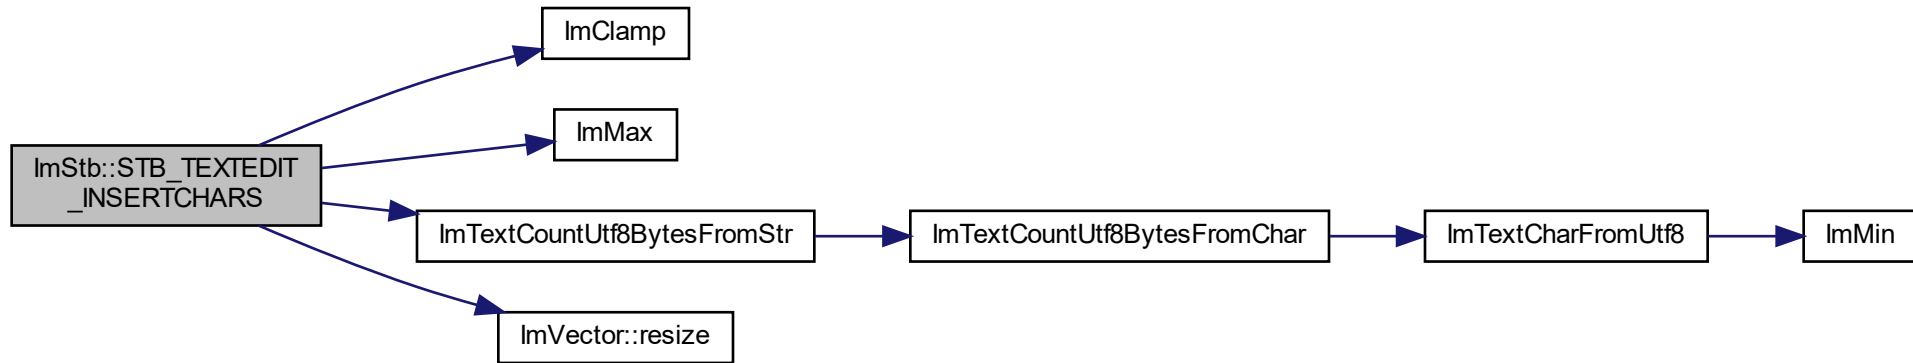 ImClamp
ImMax
ImStb::STB_TEXTEDIT
_INSERTCHARS
ImTextCountUtf8BytesFromStr
ImTextCountUtf8BytesFromChar
ImTextCharFromUtf8
ImMin
ImVector::resize